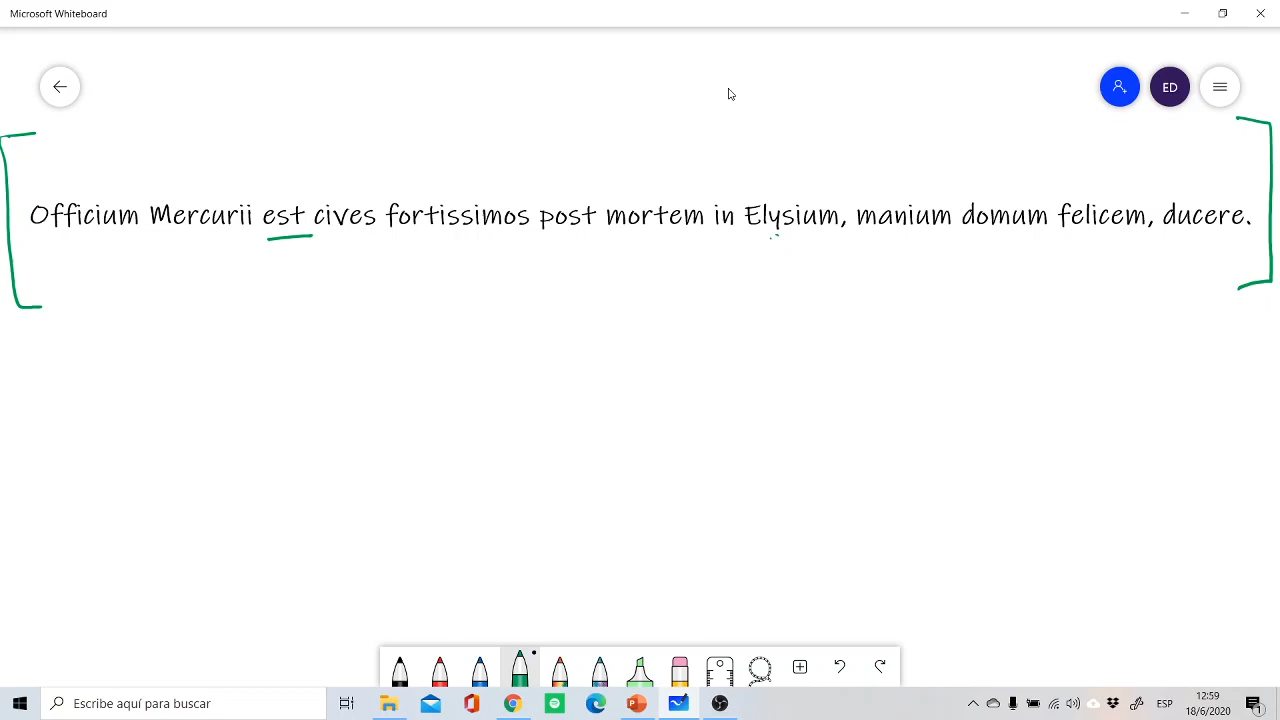 Microsoft Whiteboard
ED
Officium Mercurii est cives fortissimos post mortem in Elysium, manium domum felicem, ducere.
Escribe aquí para buscar
ESP
12:59
18/6/2020
1